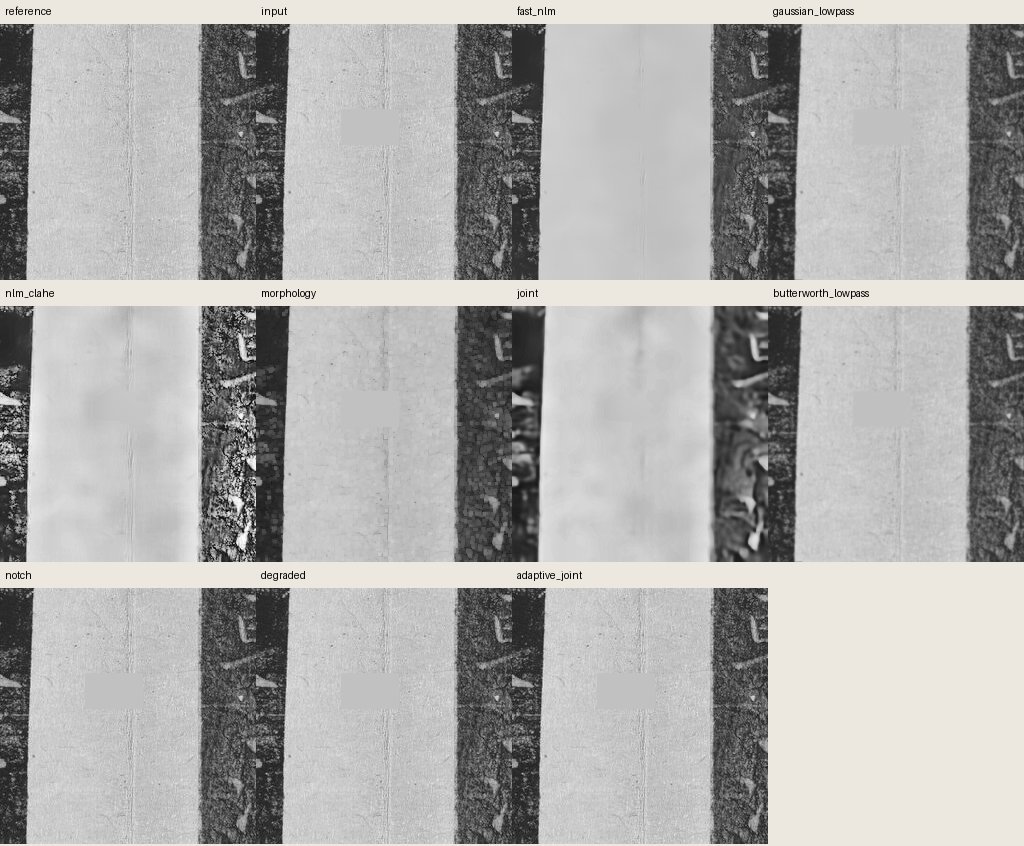 reference
input
fast_nlm
gaussian_lowpass
nlm_clahe
morphology
joint
butterworth_lowpass
notch
degraded
adaptive_joint